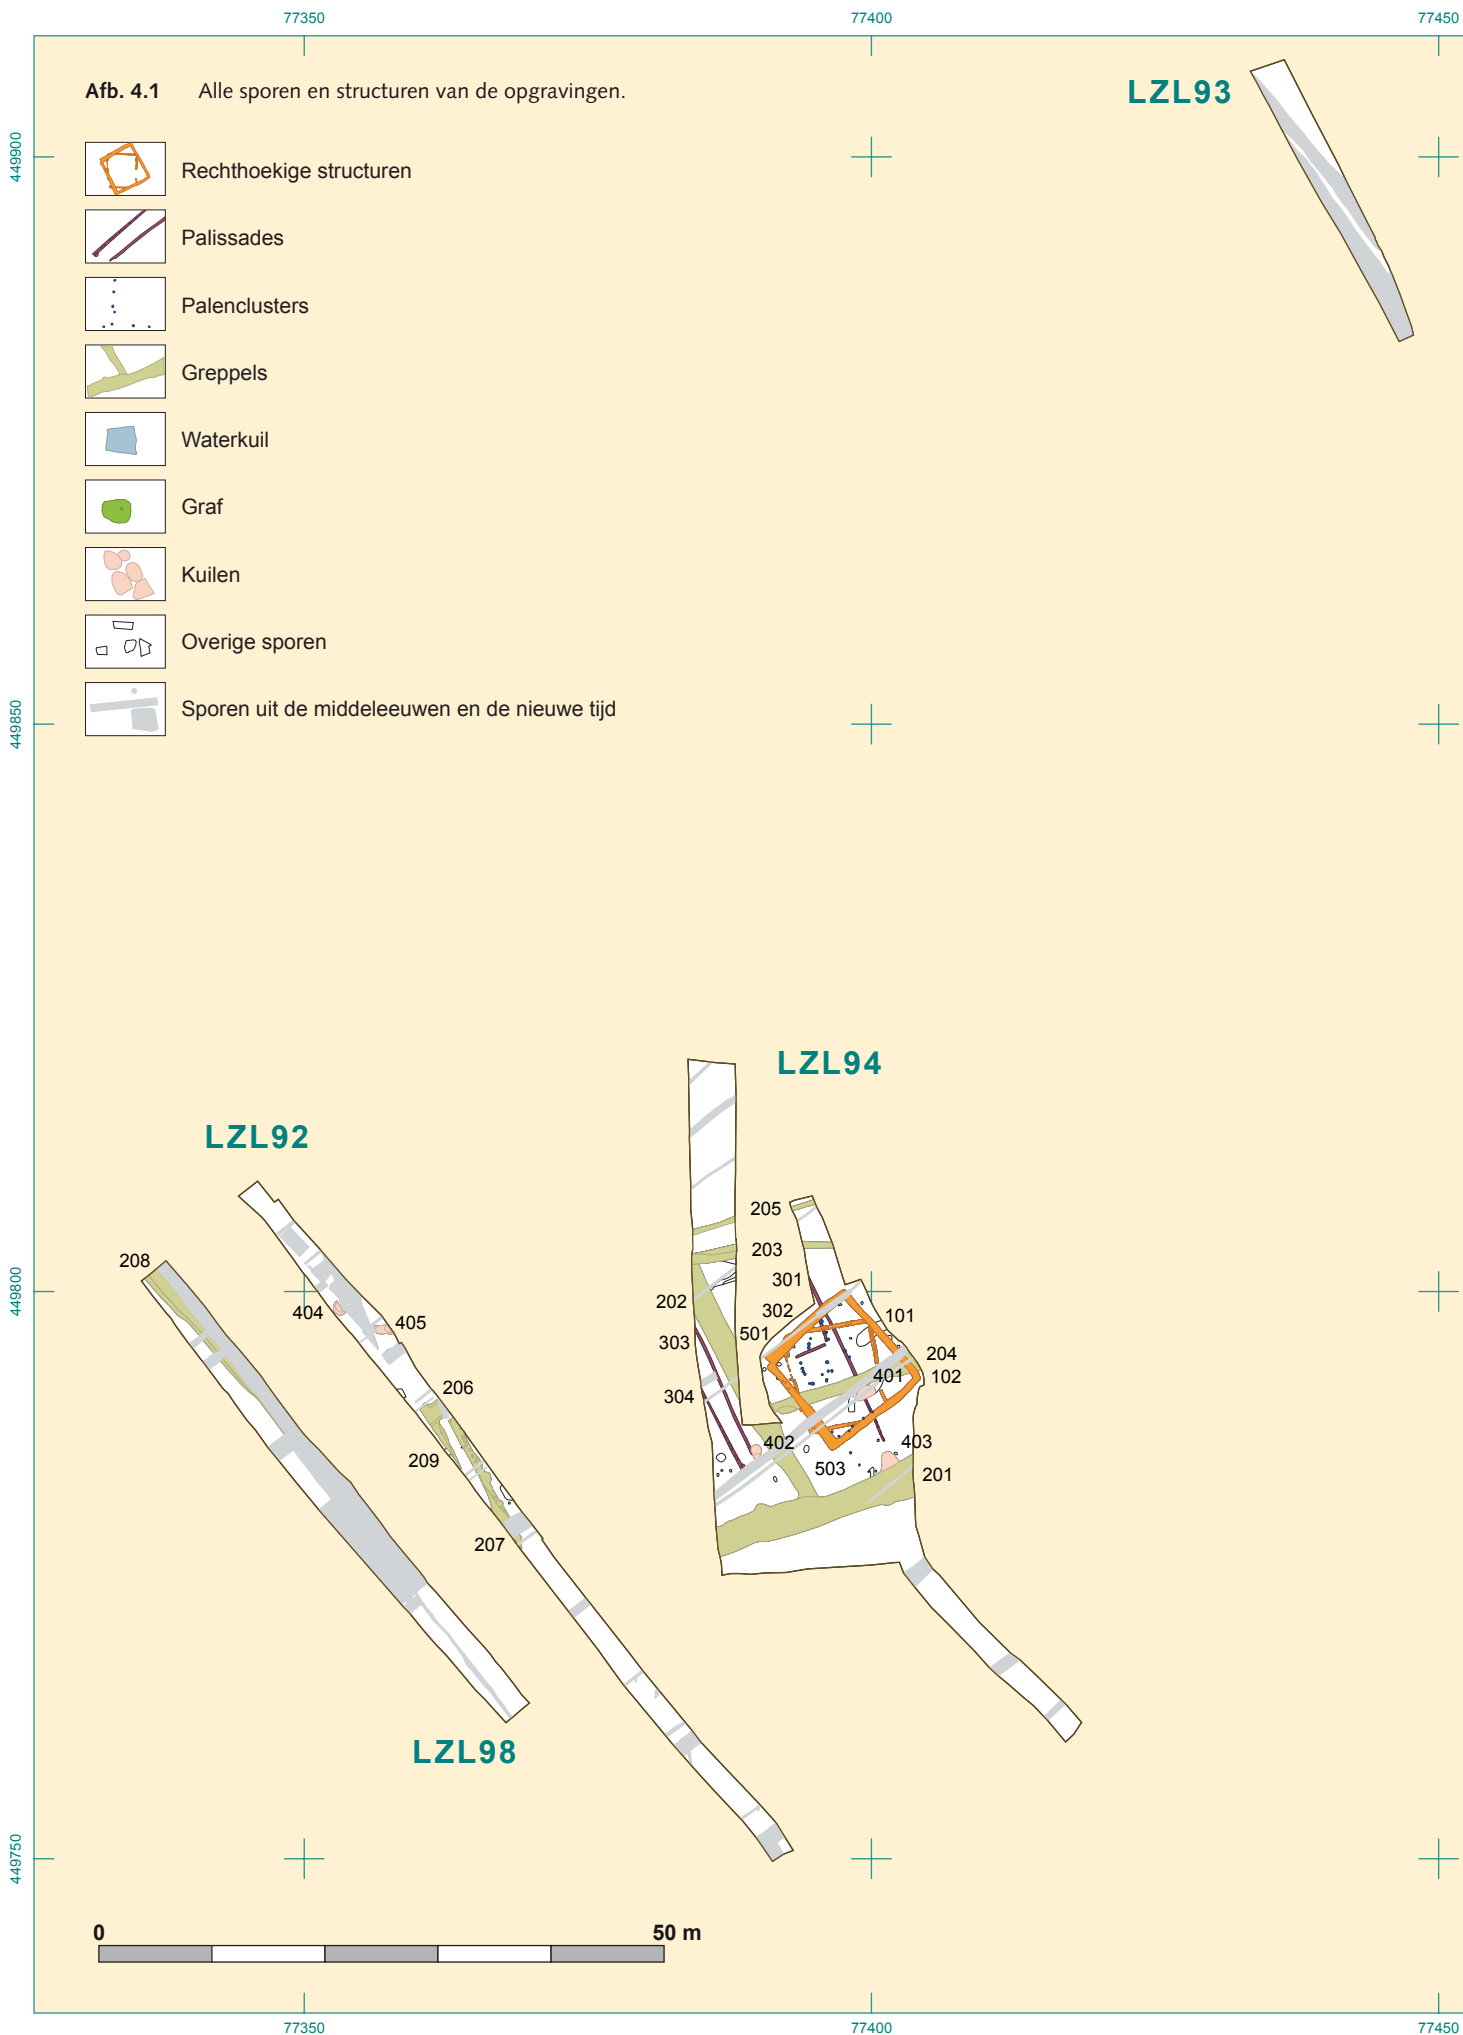 77350
77400
77450
Afb. 4.1 Alle sporen en structuren van de opgravingen.
LZL93
449900
Rechthoekige structuren
Palissades
Palenclusters
Greppels
Waterkuil
Graf
Kuilen
Overige sporen
449850
Sporen uit de middeleeuwen en de nieuwe tijd
LZL94
LZL92
205
203
208
449800
301
202
302
404
405
101
303
501
204
304
401
102
206
402
403
209
503
201
207
LZL98
449750
0
50 m
77350
77400
77450